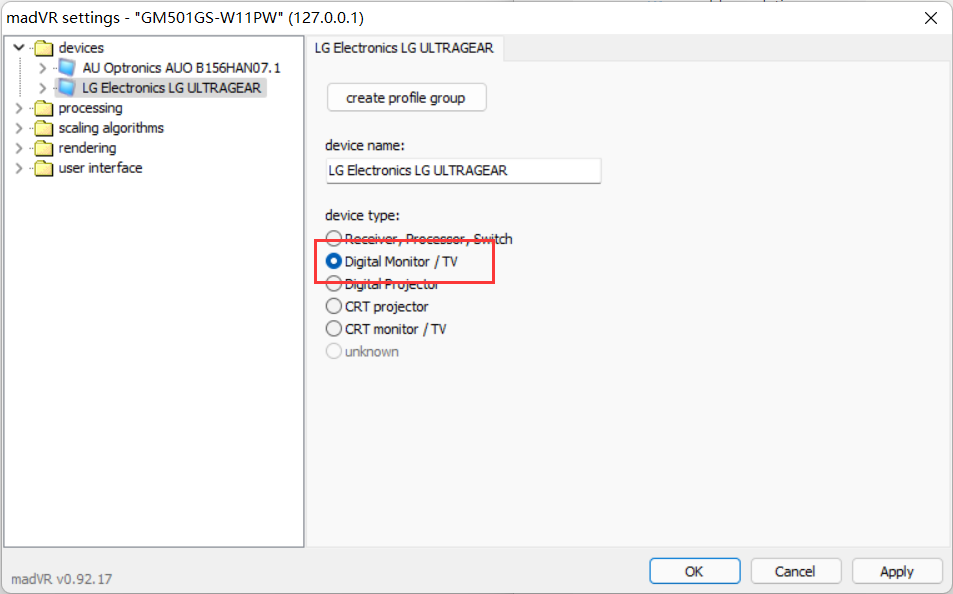 madVR settings - "GM501GS-W11PW" (127.0.0.1)
devices
AU Optronics AUO B156HAN07.1
LG Electronics LG ULTRAGEAR
processing
scaling algorithms
rendering
user interface
LG Electronics LG ULTRAGEAR
create profile group
device name:
LG Electronics LG ULTRAGEAR
device type:
Receiver, Processor, Switch
Digital Monitor / TV
Digital Projector
CRT projector
CRT monitor / TV
unknown
madVR v0.92.17
OK
Cancel
Apply